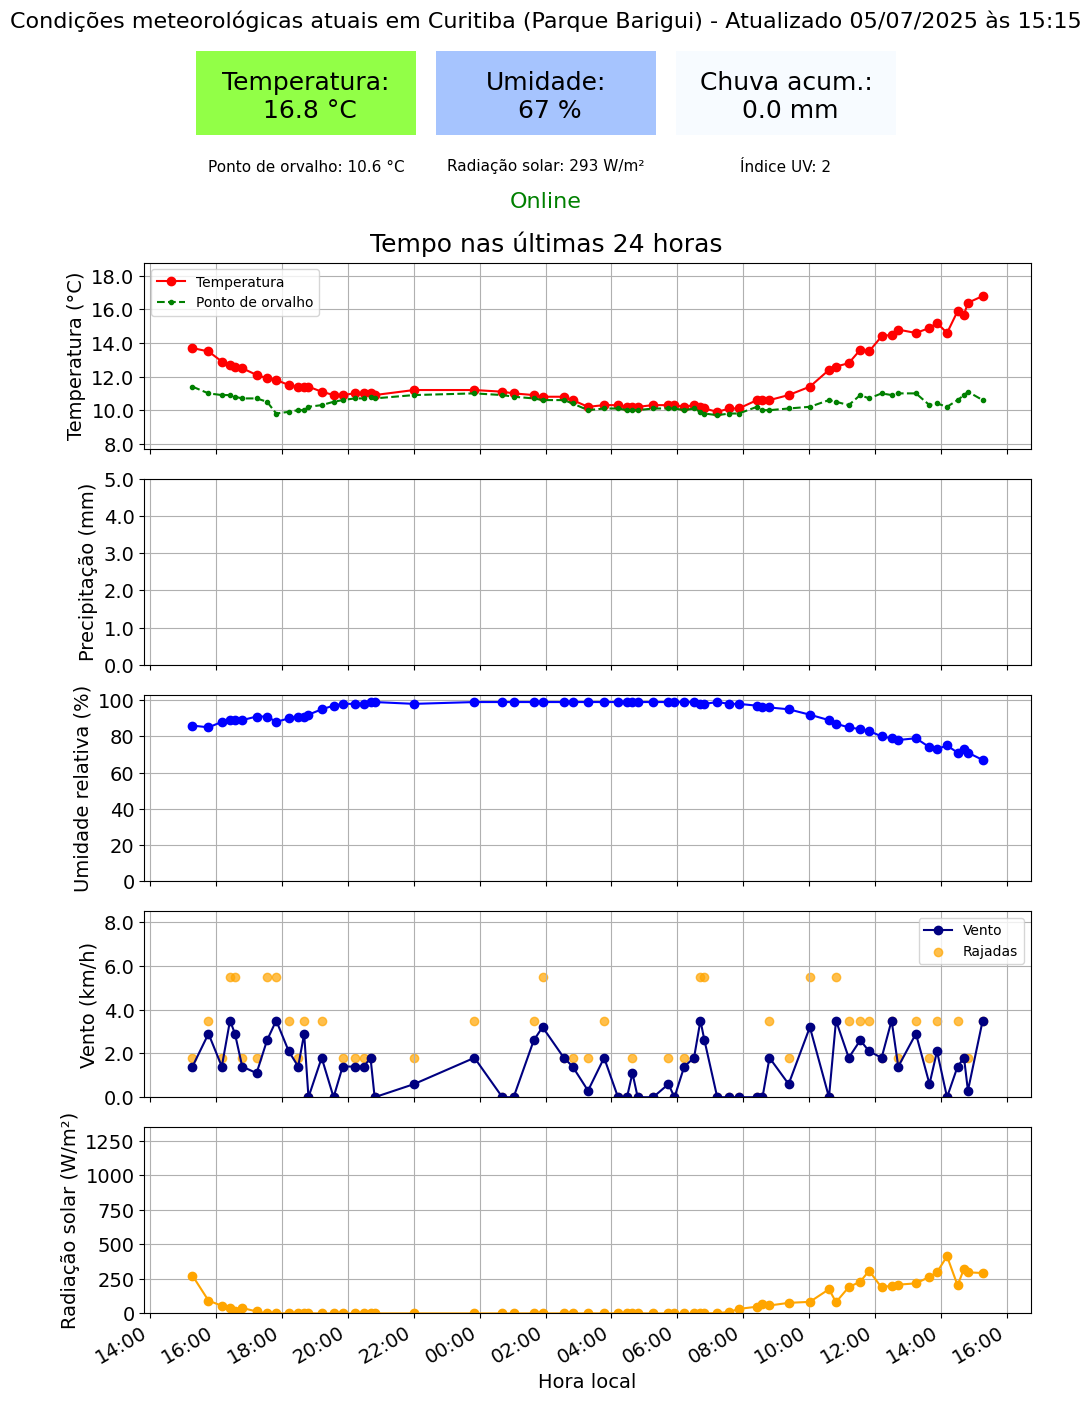 Condições meteorológicas atuais em Curitiba (Parque Barigui) - Atualizado 05/07/2025 às 15:15
Temperatura:
16.8 °C
Umidade:
67 %
Chuva acum.:
0.0 mm
Ponto de orvalho: 10.6 °C
Radiação solar: 293 W/m²
Índice UV: 2
Online
Tempo nas últimas 24 horas
Temperatura (°C)
18.0
16.0
14.0
12.0
10.0
8.0
Temperatura
Ponto de orvalho
Precipitação (mm)
5.0
4.0
3.0
2.0
1.0
0.0
Umidade relativa (%)
100
80
60
40
20
0
Vento (km/h)
8.0
6.0
4.0
2.0
0.0
Vento
Rajadas
Radiação solar (W/m²)
1250
1000
750
500
250
0
14:00
16:00
18:00
20:00
22:00
00:00
02:00
04:00
06:00
08:00
10:00
12:00
14:00
16:00
Hora local